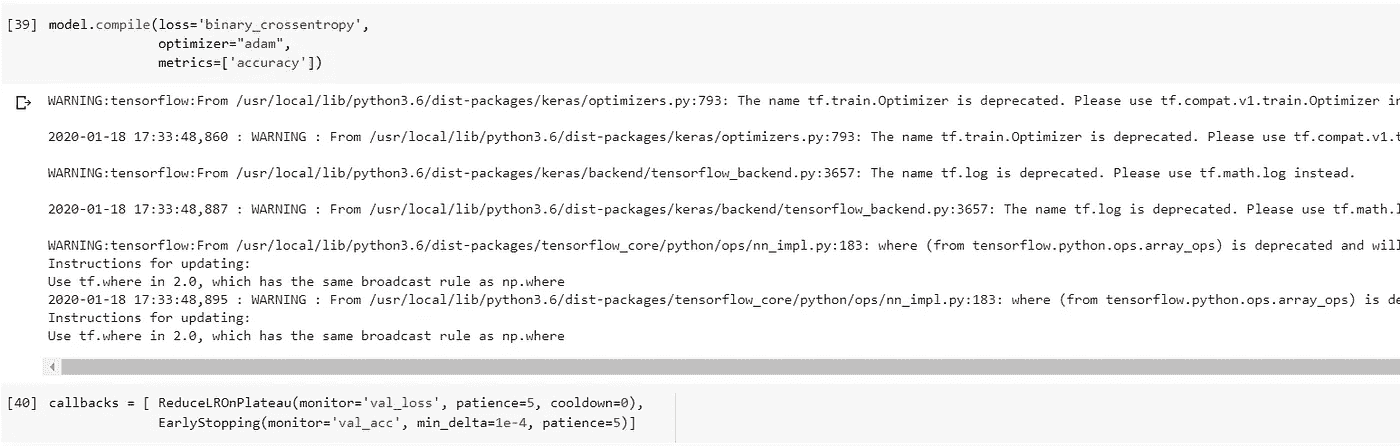 [39] model.compile(loss='binary_crossentropy',
optimizer="adam",
metrics=['accuracy'])
WARNING:tensorflow:From /usr/local/lib/python3.6/dist-packages/keras/optimizers.py:793: The name tf.train.Optimizer is deprecated. Please use tf.compat.v1.train.Optimizer in
2020-01-18 17:33:48,860 : WARNING : From /usr/local/lib/python3.6/dist-packages/keras/optimizers.py:793: The name tf.train.Optimizer is deprecated. Please use tf.compat.v1.t
WARNING:tensorflow:From /usr/local/lib/python3.6/dist-packages/keras/backend/tensorflow_backend.py:3657: The name tf.log is deprecated. Please use tf.math.log instead.
2020-01-18 17:33:48,887 : WARNING : From /usr/local/lib/python3.6/dist-packages/keras/backend/tensorflow_backend.py:3657: The name tf.log is deprecated. Please use tf.math.l
WARNING:tensorflow:From /usr/local/lib/python3.6/dist-packages/tensorflow_core/python/ops/nn_impl.py:183: where (from tensorflow.python.ops.array_ops) is deprecated and will
Instructions for updating:
Use tf.where in 2.0, which has the same broadcast rule as np.where
2020-01-18 17:33:48,895 : WARNING : From /usr/local/lib/python3.6/dist-packages/tensorflow_core/python/ops/nn_impl.py:183: where (from tensorflow.python.ops.array_ops) is de
Instructions for updating:
Use tf.where in 2.0, which has the same broadcast rule as np.where
[40] callbacks = [ ReduceLROnPlateau(monitor='val_loss', patience=5, cooldown=0),
EarlyStopping(monitor='val_acc', min_delta=1e-4, patience=5)]